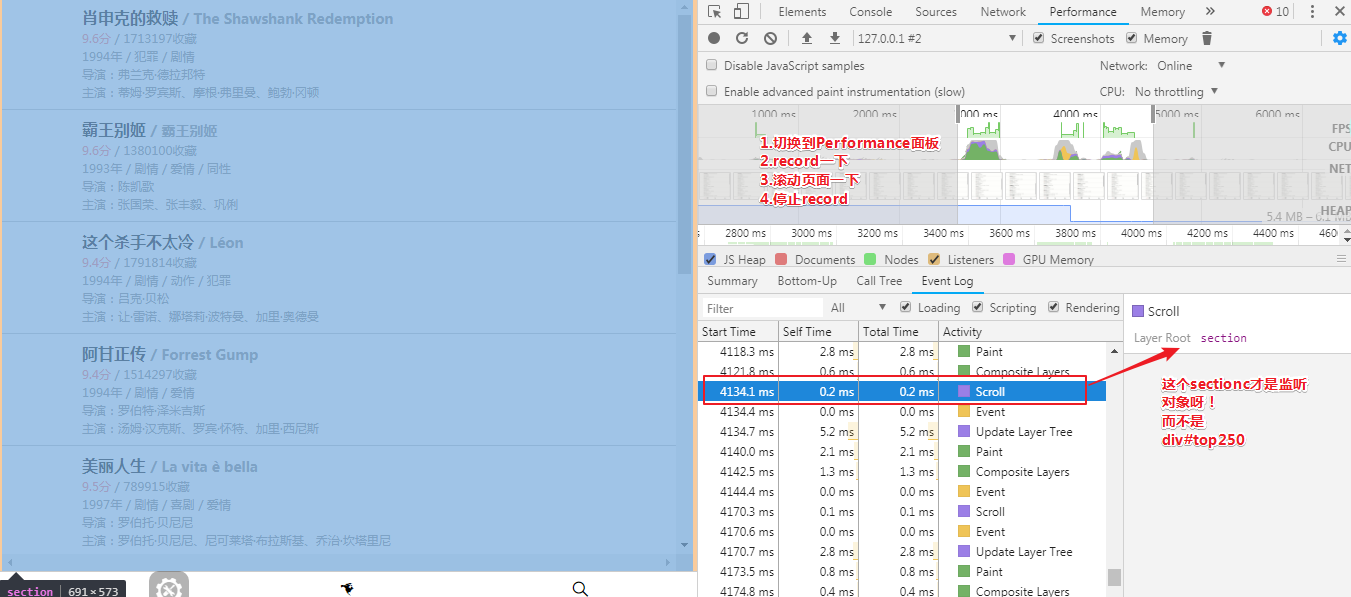 肖申克的救赎 / The Shawshank Redemption
9.6分 / 1713197收藏
1994年 / 犯罪 / 剧情
导演：弗兰克·德拉邦特
主演：蒂姆·罗宾斯、摩根·弗里曼、鲍勃·冈顿
霸王别姬 / 霸王别姬
9.6分 / 1380100收藏
1993年 / 剧情 / 爱情 / 同性
导演：陈凯歌
主演：张国荣、张丰毅、巩俐
这个杀手不太冷 / Léon
9.4分 / 1791814收藏
1994年 / 剧情 / 动作 / 犯罪
导演：吕克·贝松
主演：让·雷诺、娜塔莉·波特曼、加里·奥德曼
阿甘正传 / Forrest Gump
9.4分 / 1514297收藏
1994年 / 剧情 / 爱情
导演：罗伯特·泽米吉斯
主演：汤姆·汉克斯、罗宾·怀特、加里·西尼斯
美丽人生 / La vita è bella
9.5分 / 789915收藏
1997年 / 剧情 / 喜剧 / 爱情
导演：罗伯托·贝尼尼
主演：罗伯托·贝尼尼、尼可莱塔·布拉斯基、乔治·坎塔里尼
section | 691×573
Elements Console Sources Network Performance Memory » 10
127.0.0.1 #2 Screenshots Memory
Disable JavaScript samples Network: Online
Enable advanced paint instrumentation (slow) CPU: No throttling
1000 ms 2000 ms 000 ms 4000 ms 5000 ms 6000 ms
FPS
CPU
NET
HEAP
5.4 MB – 6.1 MB
1.切换到Performance面板
2.record一下
3.滚动页面一下
4.停止record
2800 ms 3000 ms 3200 ms 3400 ms 3600 ms 3800 ms 4000 ms 4200 ms 4400 ms 460
JS Heap Documents Nodes Listeners GPU Memory
Summary Bottom-Up Call Tree Event Log
Filter All Loading Scripting Rendering
Start Time Self Time Total Time Activity
4118.3 ms 2.8 ms 2.8 ms Paint
4121.8 ms 0.6 ms 0.6 ms Composite Layers
4134.1 ms 0.2 ms 0.2 ms Scroll
4134.4 ms 0.0 ms 0.0 ms Event
4134.7 ms 5.2 ms 5.2 ms Update Layer Tree
4140.0 ms 2.1 ms 2.1 ms Paint
4142.5 ms 1.3 ms 1.3 ms Composite Layers
4144.4 ms 0.0 ms 0.0 ms Event
4170.3 ms 0.1 ms 0.1 ms Scroll
4170.6 ms 0.0 ms 0.0 ms Event
4170.7 ms 2.8 ms 2.8 ms Update Layer Tree
4173.5 ms 0.8 ms 0.8 ms Paint
4174.8 ms 0.4 ms 0.4 ms Composite Layers
Scroll
Layer Root section
这个sectionc才是监听
对象呀！
而不是
div#top250